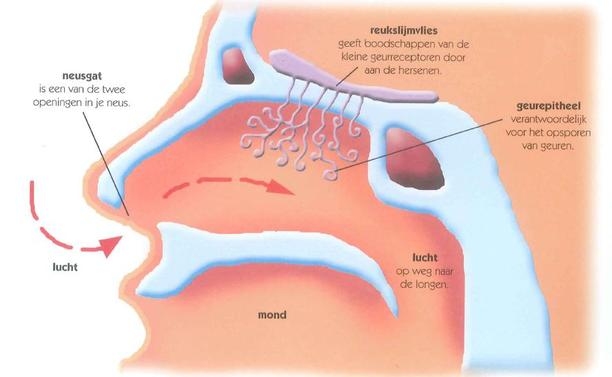 reukslijmvlies
geeft boodschappen van de
kleine geurreceptoren door
aan de hersenen.
neusgat
is een van de twee
openingen in je neus.
geurepitheel
verantwoordelijk
voor het opsporen
van geuren.
lucht
lucht
op weg naar
de longen.
mond